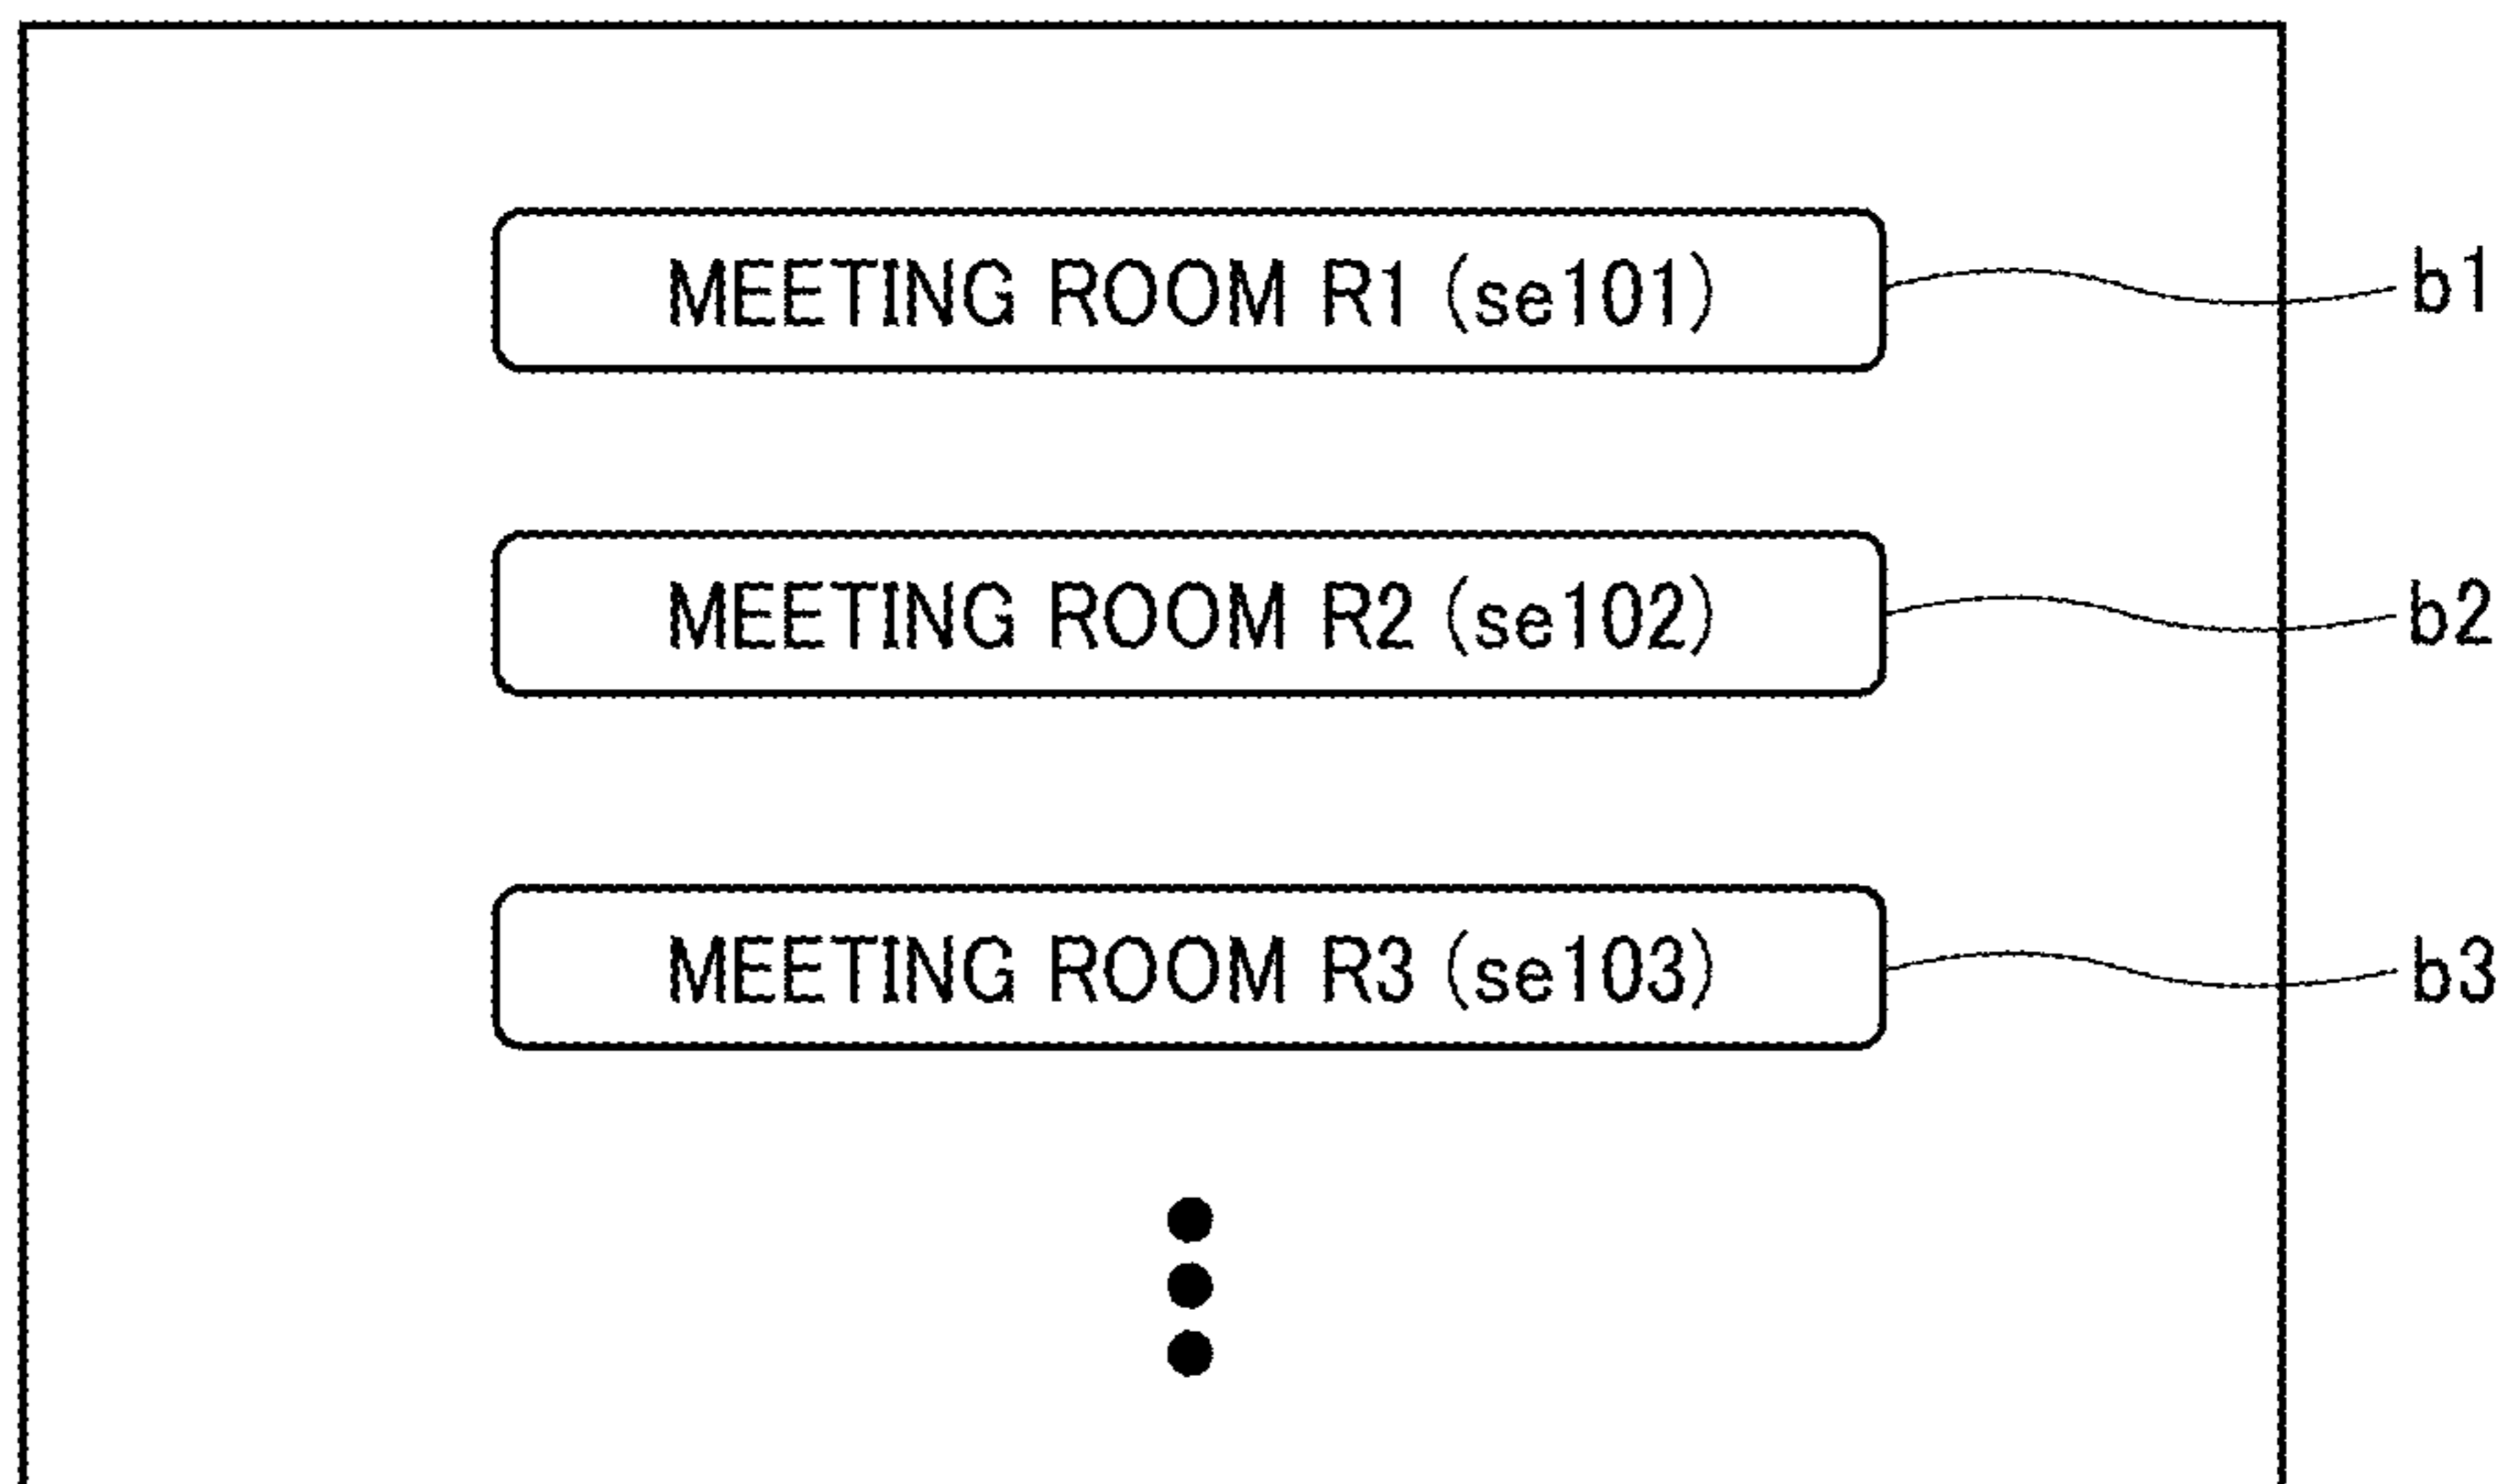 MEETING ROOM R1 (se101) b1
MEETING ROOM R2 (se102) b2
MEETING ROOM R3 (se103) b3